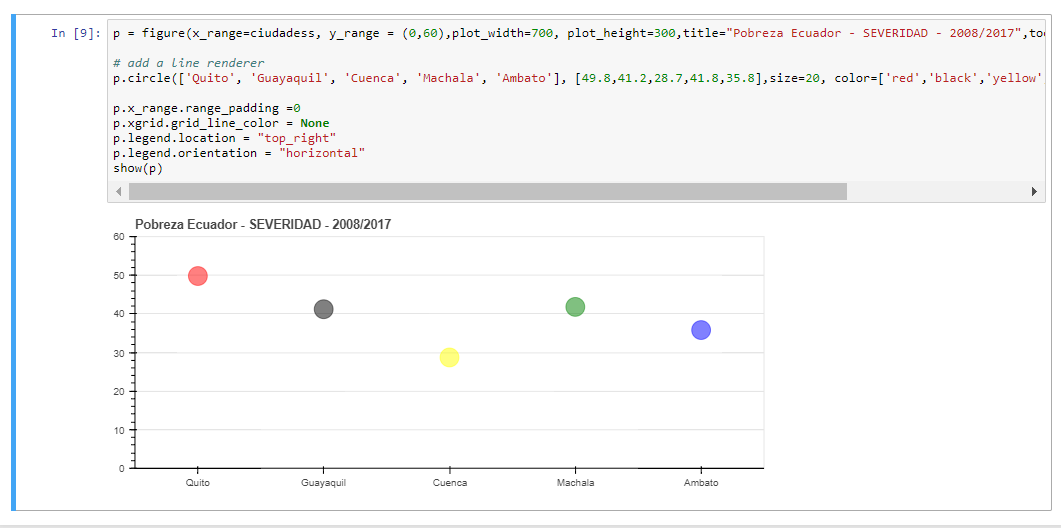 In [9]: p = figure(x_range=ciudadess, y_range = (0,60),plot_width=700, plot_height=300,title="Pobreza Ecuador - SEVERIDAD - 2008/2017",
# add a line renderer
p.circle(['Quito', 'Guayaquil', 'Cuenca', 'Machala', 'Ambato'], [49.8,41.2,28.7,41.8,35.8],size=20, color=['red','black','yellow'
p.x_range.range_padding =0
p.xgrid.grid_line_color = None
p.legend.location = "top_right"
p.legend.orientation = "horizontal"
show(p)
Pobreza Ecuador - SEVERIDAD - 2008/2017
60
50
40
30
20
10
0
Quito Guayaquil Cuenca Machala Ambato